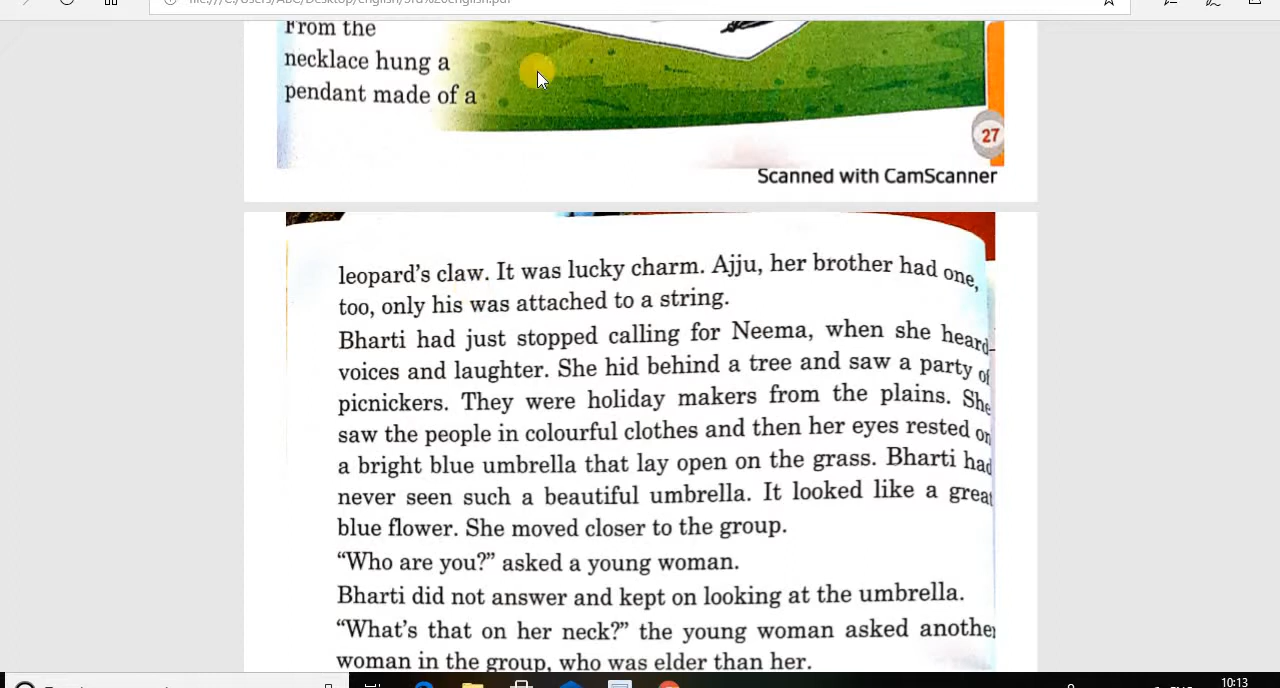 From the
necklace hung a
pendant made of a
27
Scanned with CamScanner
leopard's claw. It was lucky charm. Ajju, her brother had one,
too, only his was attached to a string.
Bharti had just stopped calling for Neema, when she heard
voices and laughter. She hid behind a tree and saw a party of
picnickers. They were holiday makers from the plains. She
saw the people in colourful clothes and then her eyes rested on
a bright blue umbrella that lay open on the grass. Bharti had
never seen such a beautiful umbrella. It looked like a great
blue flower. She moved closer to the group.
“Who are you?” asked a young woman.
Bharti did not answer and kept on looking at the umbrella.
“What's that on her neck?” the young woman asked another
woman in the group, who was elder than her.
10:13